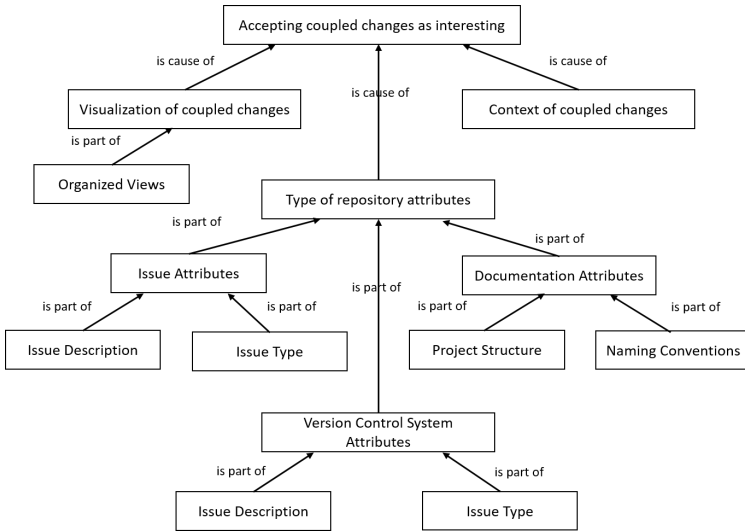 Accepting coupled changes as interesting
is cause of
is cause of
is cause of
Visualization of coupled changes
Context of coupled changes
is part of
Organized Views
Type of repository attributes
is part of
is part of
Issue Attributes
Documentation Attributes
is part of
is part of
is part of
is part of
is part of
Issue Description
Issue Type
Project Structure
Naming Conventions
Version Control System
Attributes
is part of
is part of
Issue Description
Issue Type